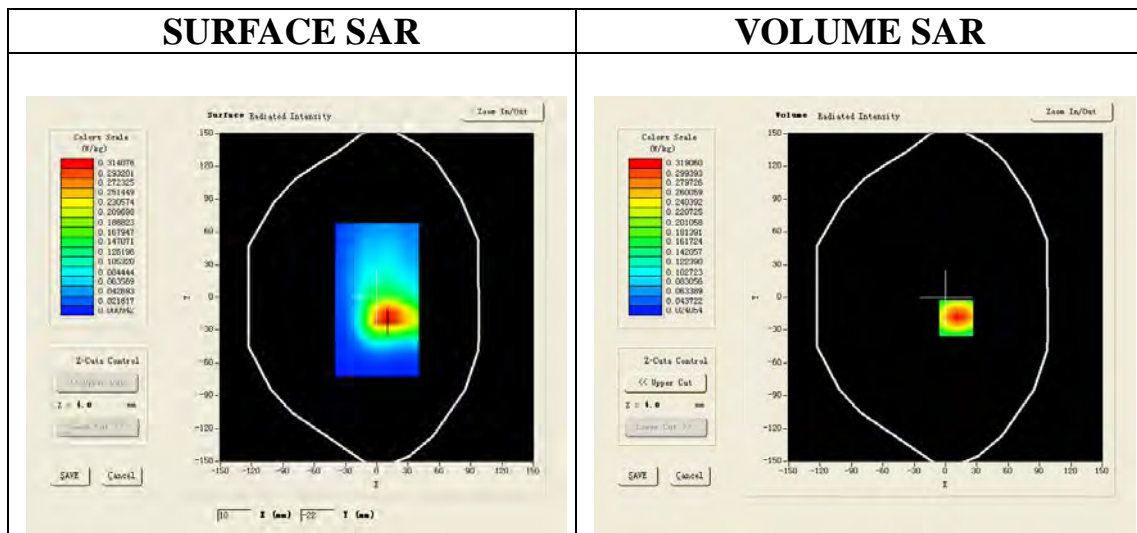 SURFACE SAR
VOLUME SAR
Surface Radiated Intensity
Zoom In/Out
Colors Scale
(W/kg)
0.314076
0.293201
0.272325
0.251449
0.230574
0.209698
0.188823
0.167947
0.147071
0.126196
0.105320
0.084444
0.063569
0.042693
0.021817
0.000942
150
120
90
60
30
0
-30
-60
-90
-120
-150
Y
-150 -120 -90 -60 -30 0 30 60 90 120 150
X
Z-Cuts Control
<< Upper Cut
Z = 4.0 mm
Lower Cut >>
SAVE
Cancel
10 X (mm) -22 Y (mm)
Volume Radiated Intensity
Zoom In/Out
Colors Scale
(W/kg)
0.319060
0.299393
0.279726
0.260059
0.240392
0.220725
0.201058
0.181391
0.161724
0.142057
0.122390
0.102723
0.083056
0.063389
0.043722
0.024054
150
120
90
60
30
0
-30
-60
-90
-120
-150
Y
-150 -120 -90 -60 -30 0 30 60 90 120 150
X
Z-Cuts Control
<< Upper Cut
Z = 4.0 mm
Lower Cut >>
SAVE
Cancel